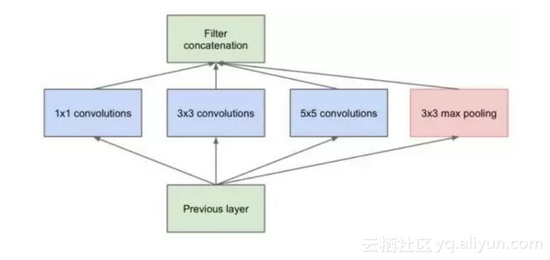 Filter
concatenation
1x1 convolutions
3x3 convolutions
5x5 convolutions
3x3 max pooling
Previous layer
云栖社区 yq.aliyun.com